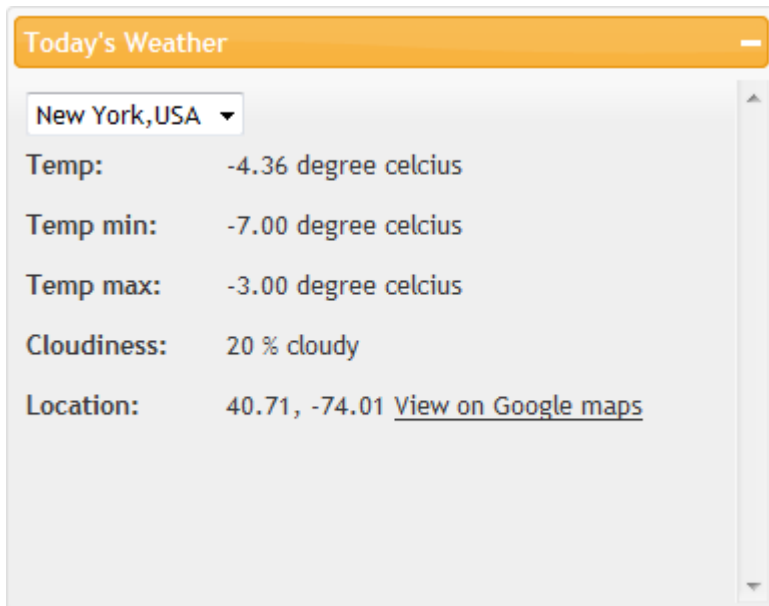 Today's Weather
New York,USA
Temp: -4.36 degree celcius
Temp min: -7.00 degree celcius
Temp max: -3.00 degree celcius
Cloudiness: 20 % cloudy
Location: 40.71, -74.01 View on Google maps